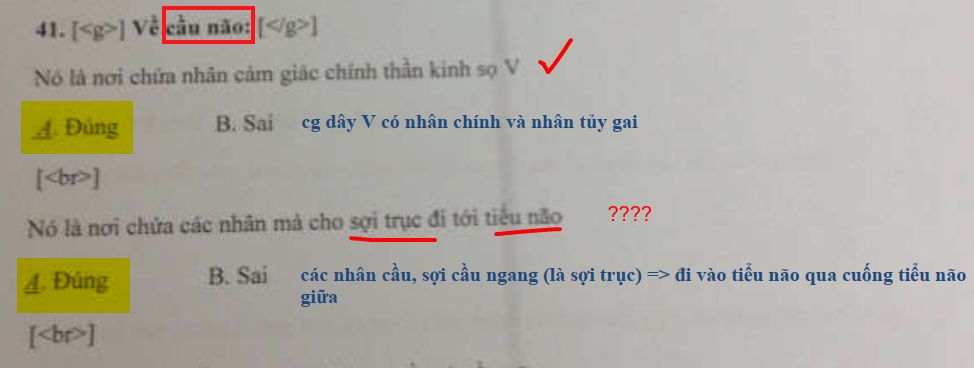 41. [<g>] Về cầu não: [</g>]
Nó là nơi chứa nhân cảm giác chính thần kinh sọ V
A. Đúng B. Sai cg dây V có nhân chính và nhân tủy gai
[<br>]
Nó là nơi chứa các nhân mà cho sợi trục đi tới tiểu não ????
A. Đúng B. Sai các nhân cầu, sợi cầu ngang (là sợi trục) => đi vào tiểu não qua cuống tiểu não
giữa
[<br>]